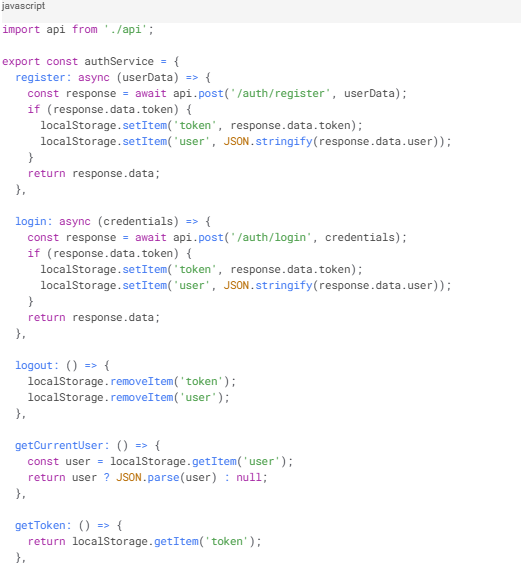 javascript
import api from './api';

export const authService = {
  register: async (userData) => {
    const response = await api.post('/auth/register', userData);
    if (response.data.token) {
      localStorage.setItem('token', response.data.token);
      localStorage.setItem('user', JSON.stringify(response.data.user));
    }
    return response.data;
  },

  login: async (credentials) => {
    const response = await api.post('/auth/login', credentials);
    if (response.data.token) {
      localStorage.setItem('token', response.data.token);
      localStorage.setItem('user', JSON.stringify(response.data.user));
    }
    return response.data;
  },

  logout: () => {
    localStorage.removeItem('token');
    localStorage.removeItem('user');
  },

  getCurrentUser: () => {
    const user = localStorage.getItem('user');
    return user ? JSON.parse(user) : null;
  },

  getToken: () => {
    return localStorage.getItem('token');
  },